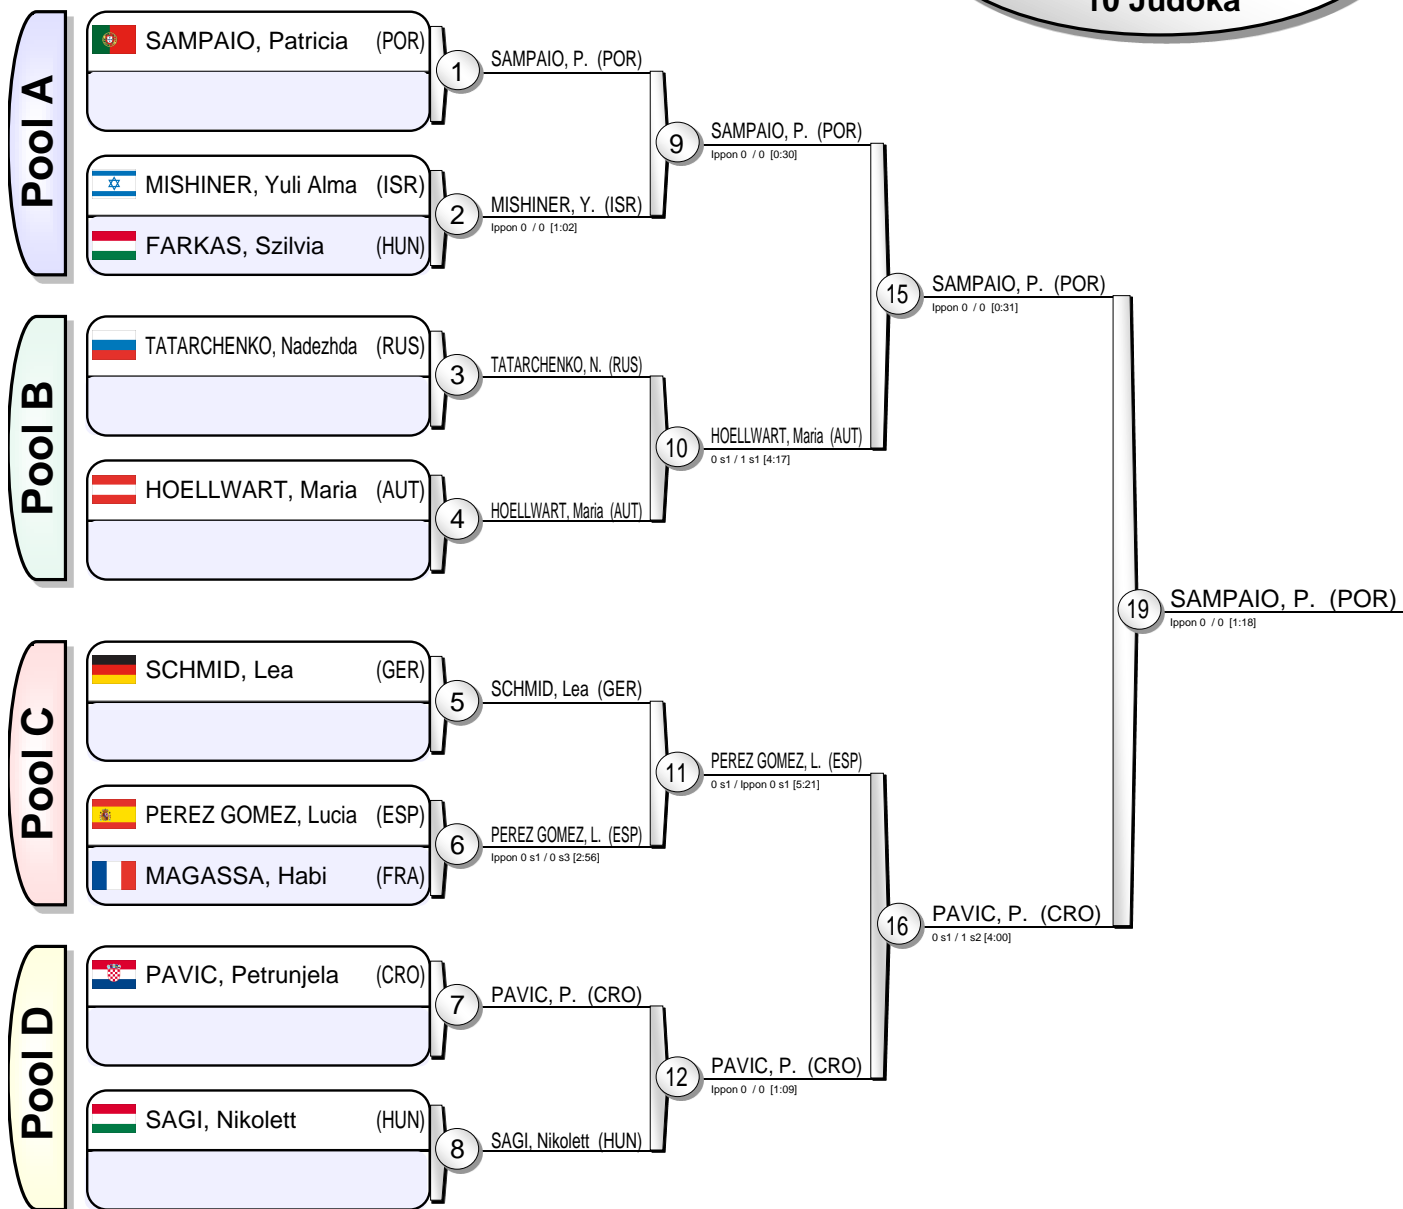 10 Judoka
Pool A
SAMPAIO, Patricia (POR)
1
SAMPAIO, P. (POR)
MISHINER, Yuli Alma (ISR)
FARKAS, Szilvia (HUN)
2
MISHINER, Y. (ISR)
Ippon 0 / 0 [1:02]
9
SAMPAIO, P. (POR)
Ippon 0 / 0 [0:30]
Pool B
TATARCHENKO, Nadezhda (RUS)
3
TATARCHENKO, N. (RUS)
HOELLWART, Maria (AUT)
4
HOELLWART, Maria (AUT)
10
HOELLWART, Maria (AUT)
0 s1 / 1 s1 [4:17]
15
SAMPAIO, P. (POR)
Ippon 0 / 0 [0:31]
Pool C
SCHMID, Lea (GER)
5
SCHMID, Lea (GER)
PEREZ GOMEZ, Lucia (ESP)
MAGASSA, Habi (FRA)
6
PEREZ GOMEZ, L. (ESP)
Ippon 0 s1 / 0 s3 [2:56]
11
PEREZ GOMEZ, L. (ESP)
0 s1 / Ippon 0 s1 [5:21]
Pool D
PAVIC, Petrunjela (CRO)
7
PAVIC, P. (CRO)
SAGI, Nikolett (HUN)
8
SAGI, Nikolett (HUN)
12
PAVIC, P. (CRO)
Ippon 0 / 0 [1:09]
16
PAVIC, P. (CRO)
0 s1 / 1 s2 [4:00]
19
SAMPAIO, P. (POR)
Ippon 0 / 0 [1:18]